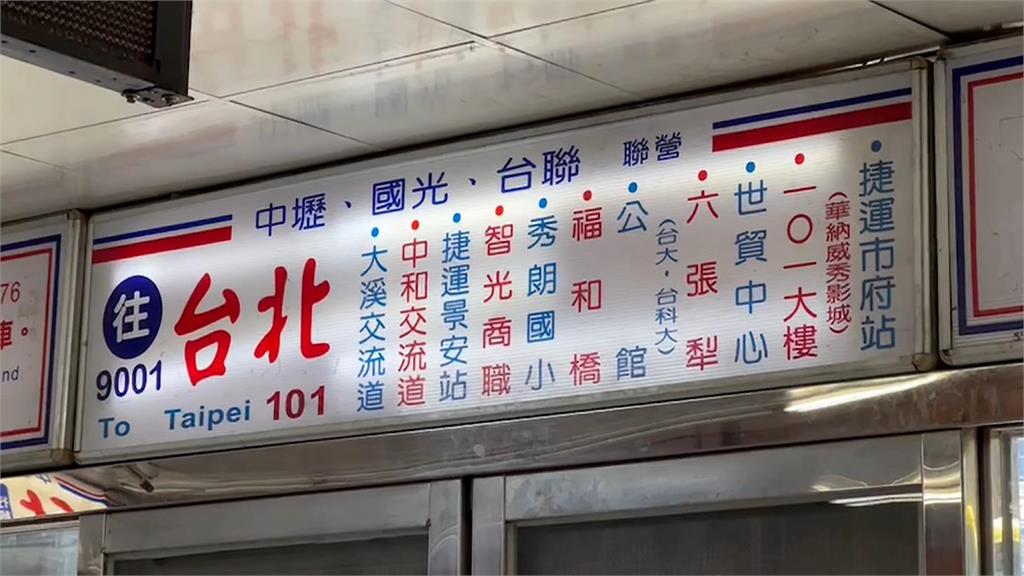 中壢、國光、台聯 聯營
往 台北
9001
To Taipei 101
•大溪交流道
•中和交流道
•捷運景安站
•智光商職
•秀朗國小
•福和橋
•公館
（台大，台科大）
•六張犁
•世貿中心
•一〇一大樓
（華納威秀影城）
•捷運市府站
76
車。
nd